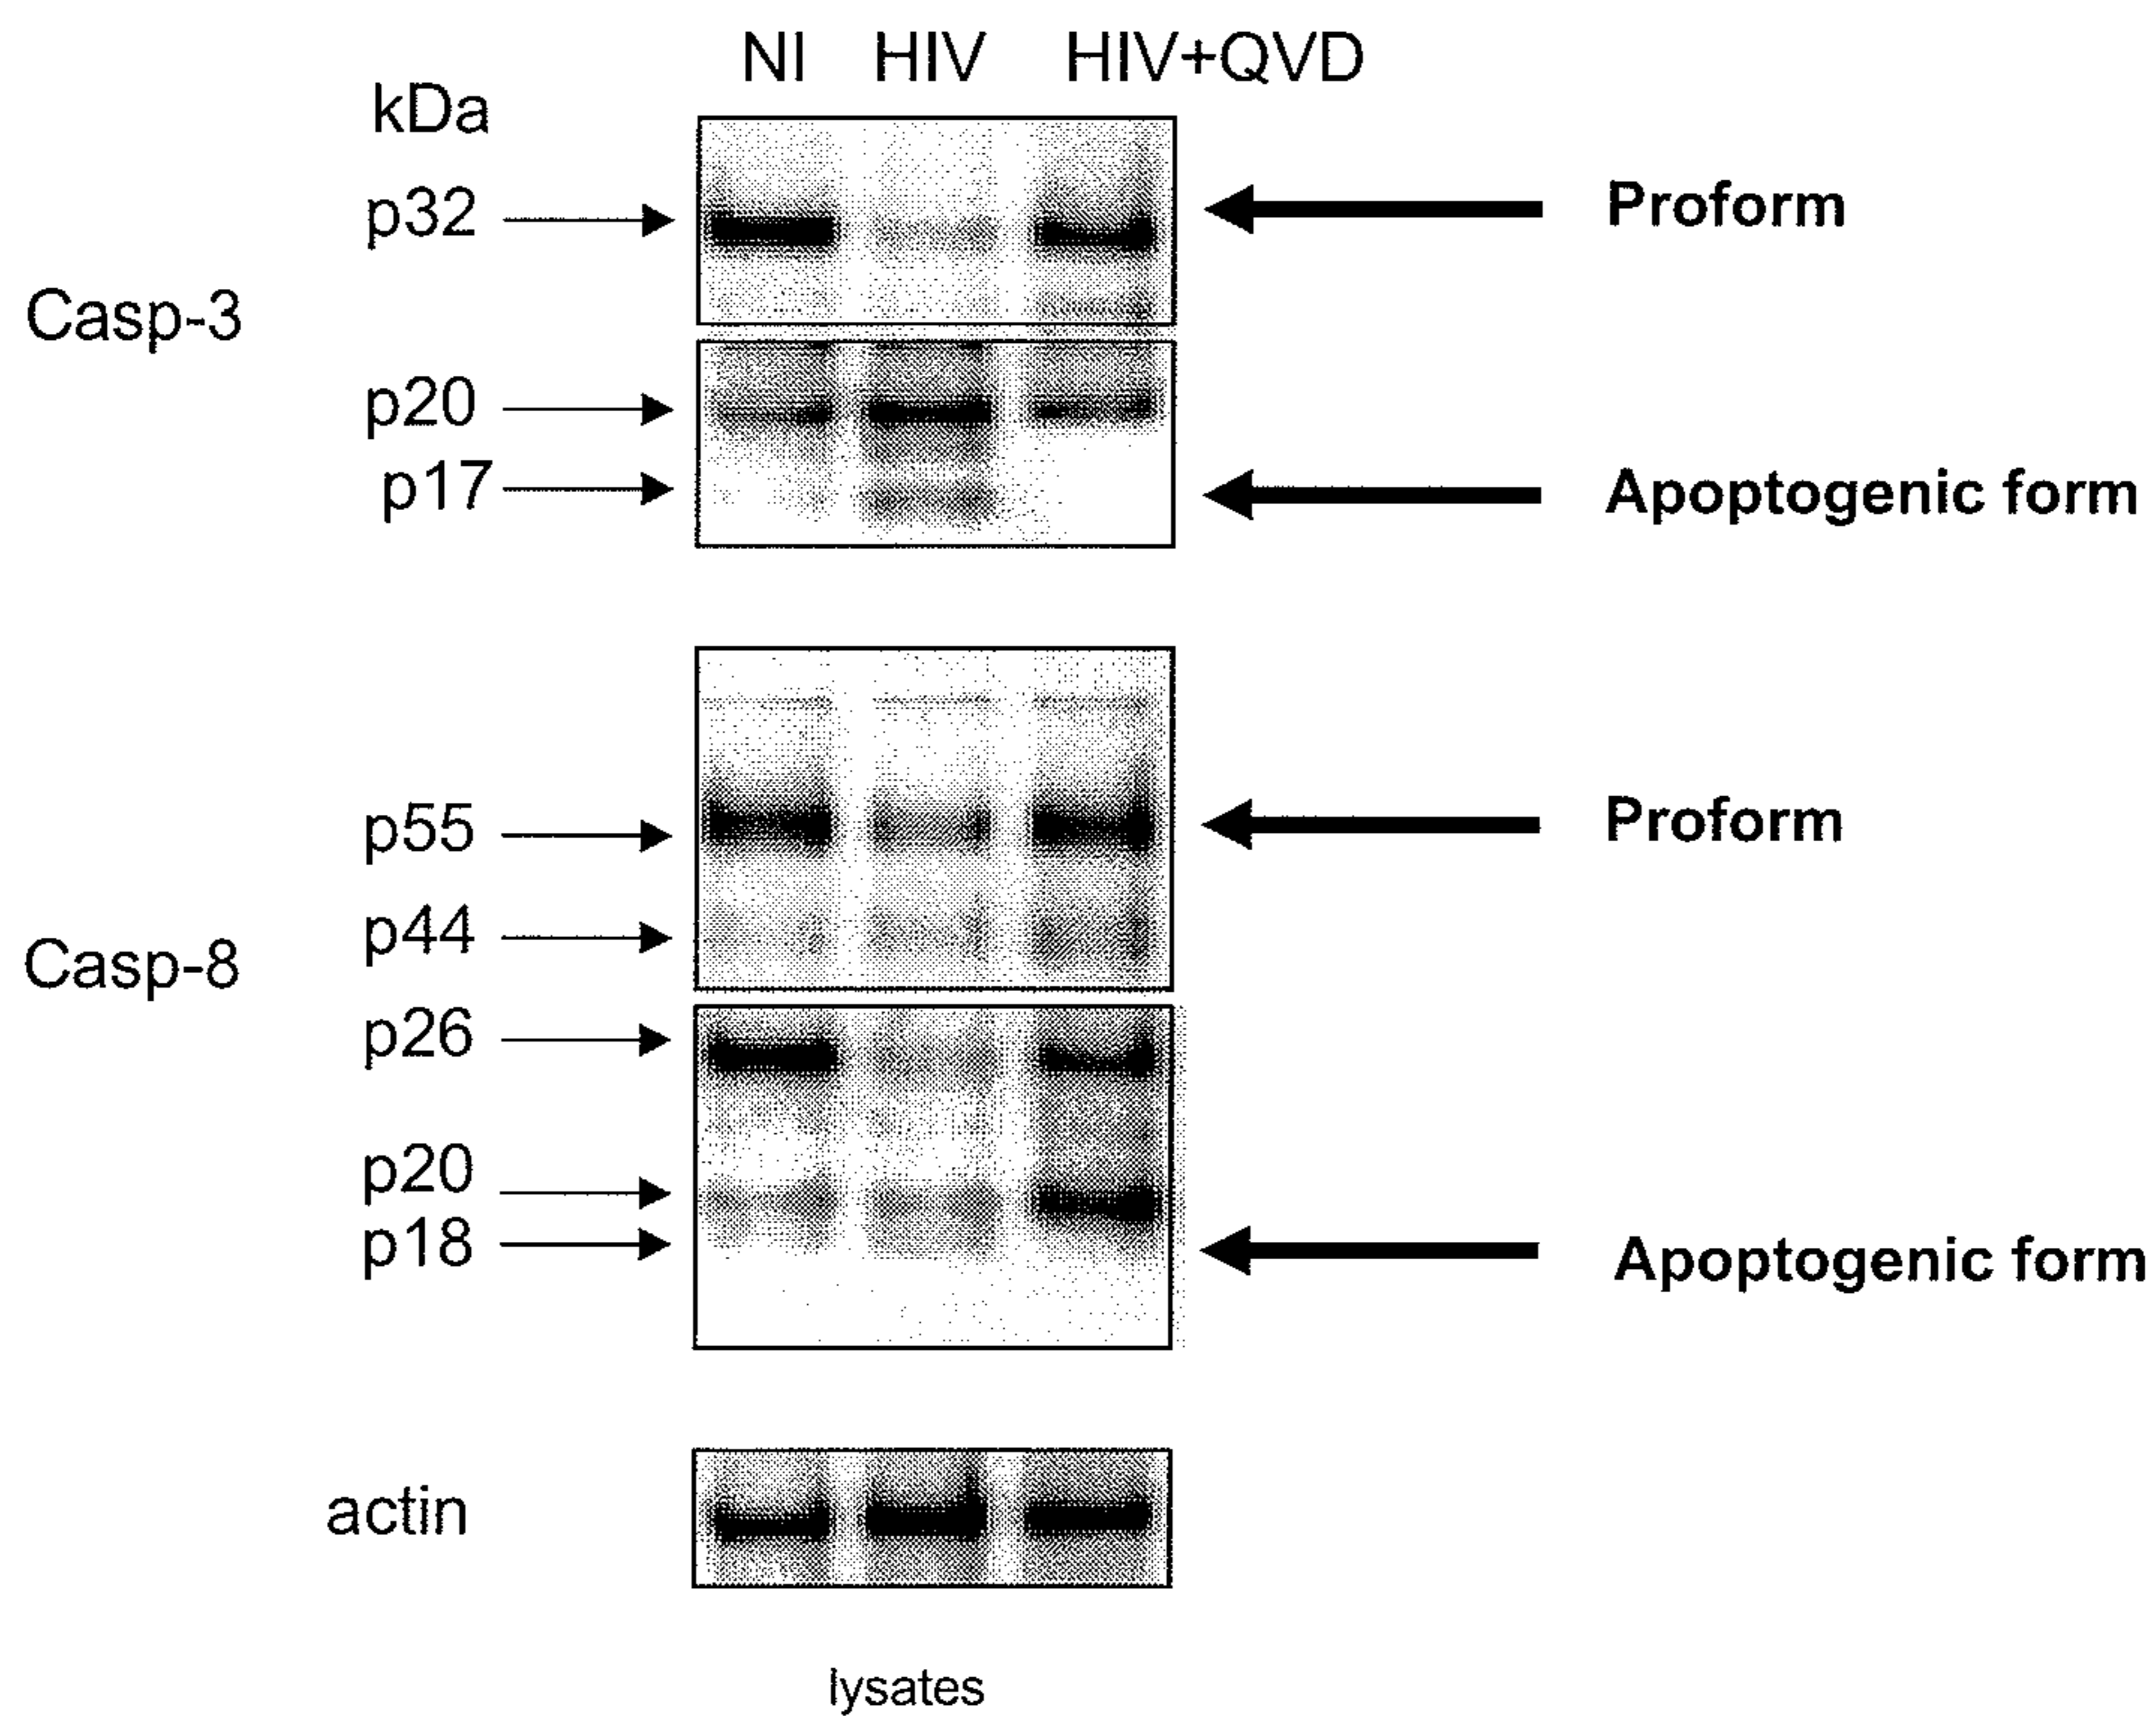 NI HIV HIV+QVD
kDa
p32 Proform
Casp-3
p20
p17 Apoptogenic form
p55 Proform
p44
Casp-8
p26
p20
p18 Apoptogenic form
actin
lysates